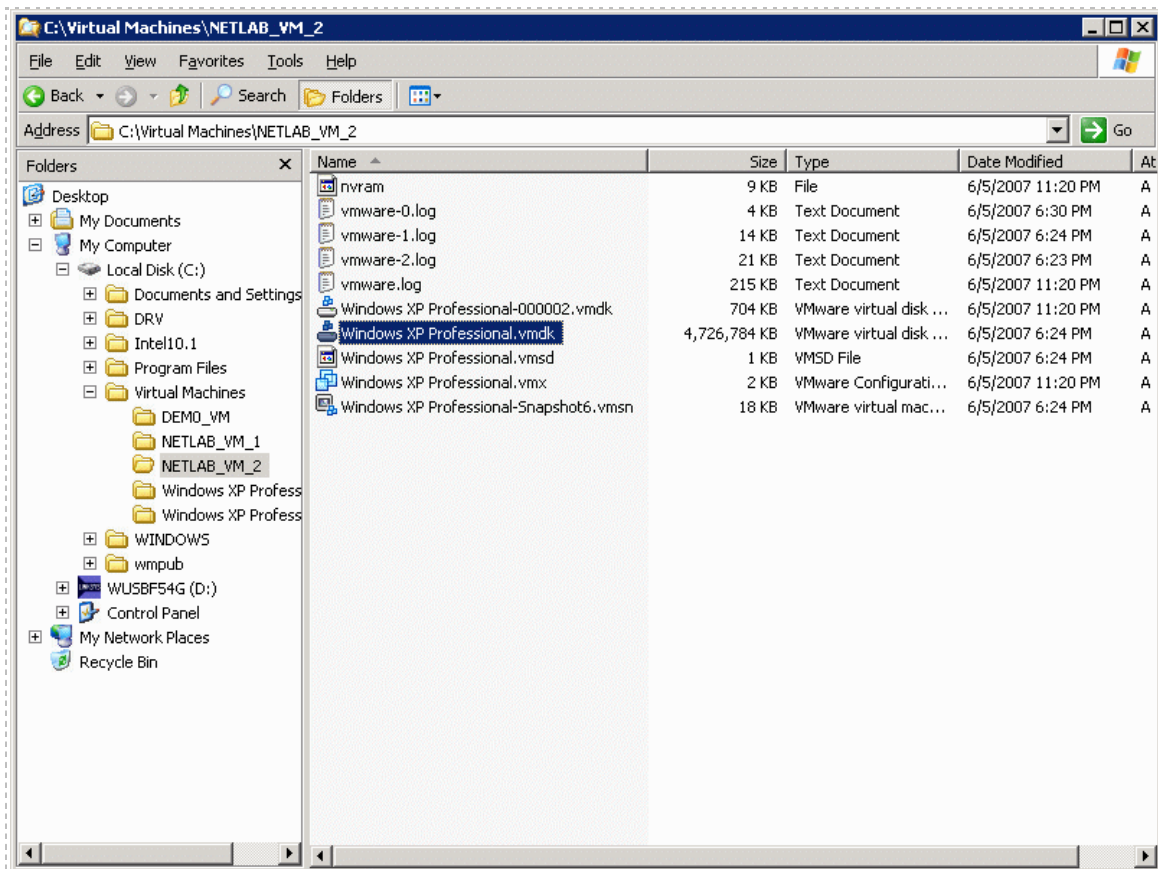 C:\Virtual Machines\NETLAB_VM_2
File Edit View Favorites Tools Help
Back Search Folders
Address C:\Virtual Machines\NETLAB_VM_2 Go
Folders x
Desktop
My Documents
My Computer
Local Disk (C:)
Documents and Settings
DRV
Intel10.1
Program Files
Virtual Machines
DEMO_VM
NETLAB_VM_1
NETLAB_VM_2
Windows XP Profess
Windows XP Profess
WINDOWS
wmpub
WUSBF54G (D:)
Control Panel
My Network Places
Recycle Bin
Name Size Type Date Modified At
nvram 9 KB File 6/5/2007 11:20 PM A
vmware-0.log 4 KB Text Document 6/5/2007 6:30 PM A
vmware-1.log 14 KB Text Document 6/5/2007 6:24 PM A
vmware-2.log 21 KB Text Document 6/5/2007 6:23 PM A
vmware.log 215 KB Text Document 6/5/2007 11:20 PM A
Windows XP Professional-000002.vmdk 704 KB VMware virtual disk ... 6/5/2007 11:20 PM A
Windows XP Professional.vmdk 4,726,784 KB VMware virtual disk ... 6/5/2007 6:24 PM A
Windows XP Professional.vmsd 1 KB VMSD File 6/5/2007 6:24 PM A
Windows XP Professional.vmx 2 KB VMware Configurati... 6/5/2007 11:20 PM A
Windows XP Professional-Snapshot6.vmsn 18 KB VMware virtual mac... 6/5/2007 6:24 PM A